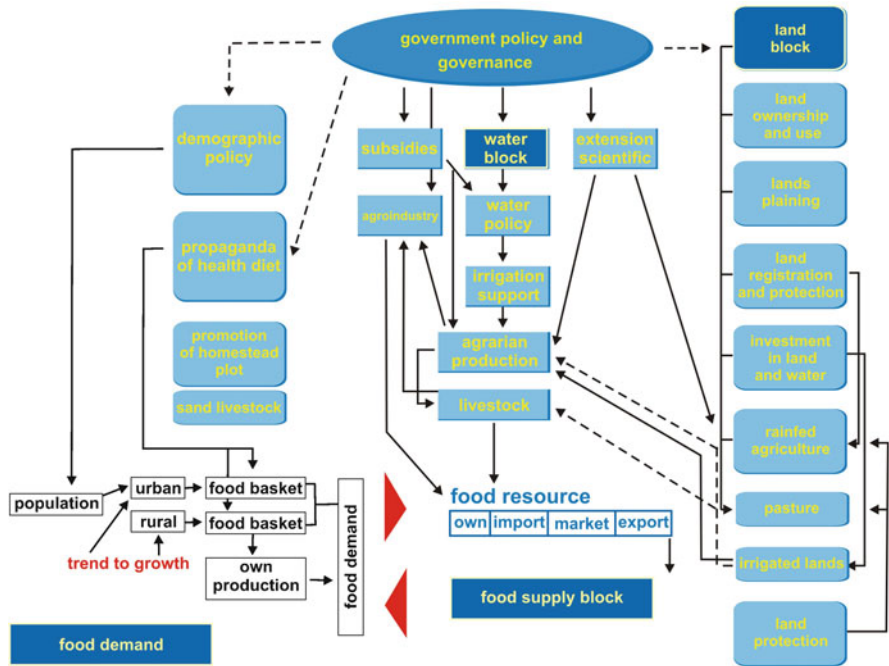 government policy and
governance
land
block
land
ownership
and use
lands
plaining
land
registration
and protection
investment
in land
and water
rainfed
agriculture
pasture
irrigated lands
land
protection
demographic
policy
propaganda
of health diet
promotion
of homestead
plot
sand livestock
subsidies
water
block
extension
scientific
agroindustry
water
policy
irrigation
support
agrarian
production
livestock
population
urban
food basket
rural
food basket
trend to growth
own
production
food demand
food resource
own import market export
food supply block
food demand